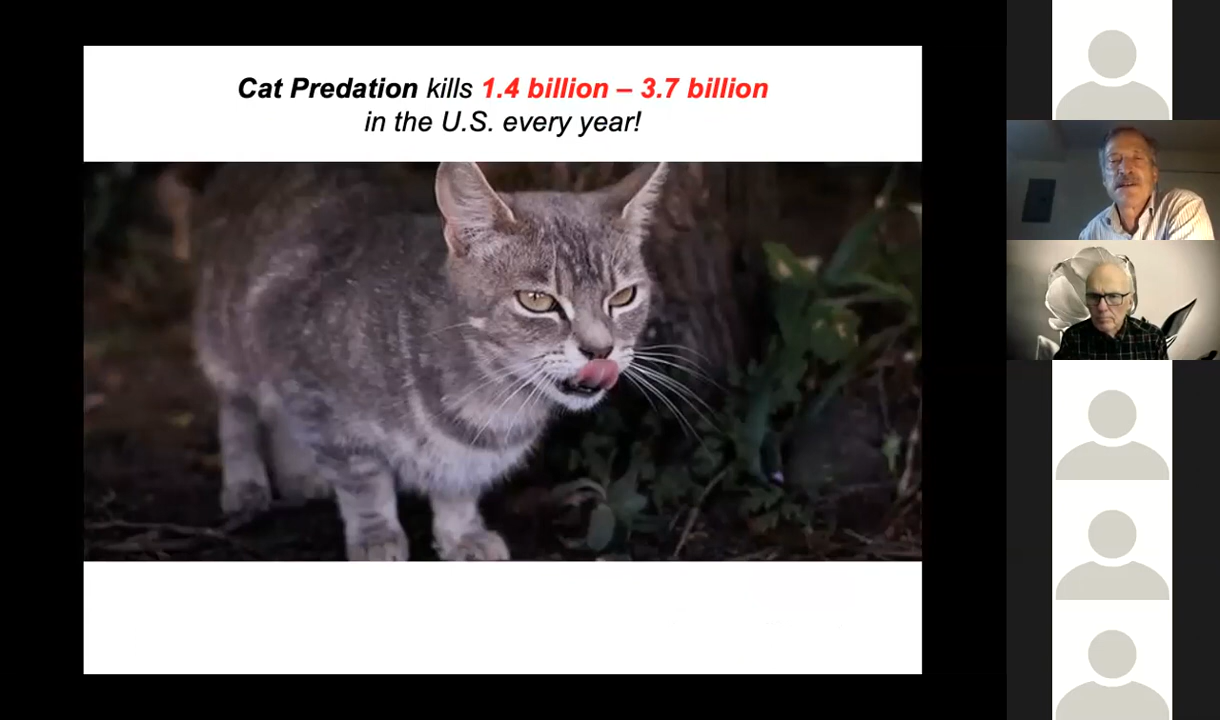 Cat Predation kills 1.4 billion – 3.7 billion
in the U.S. every year!